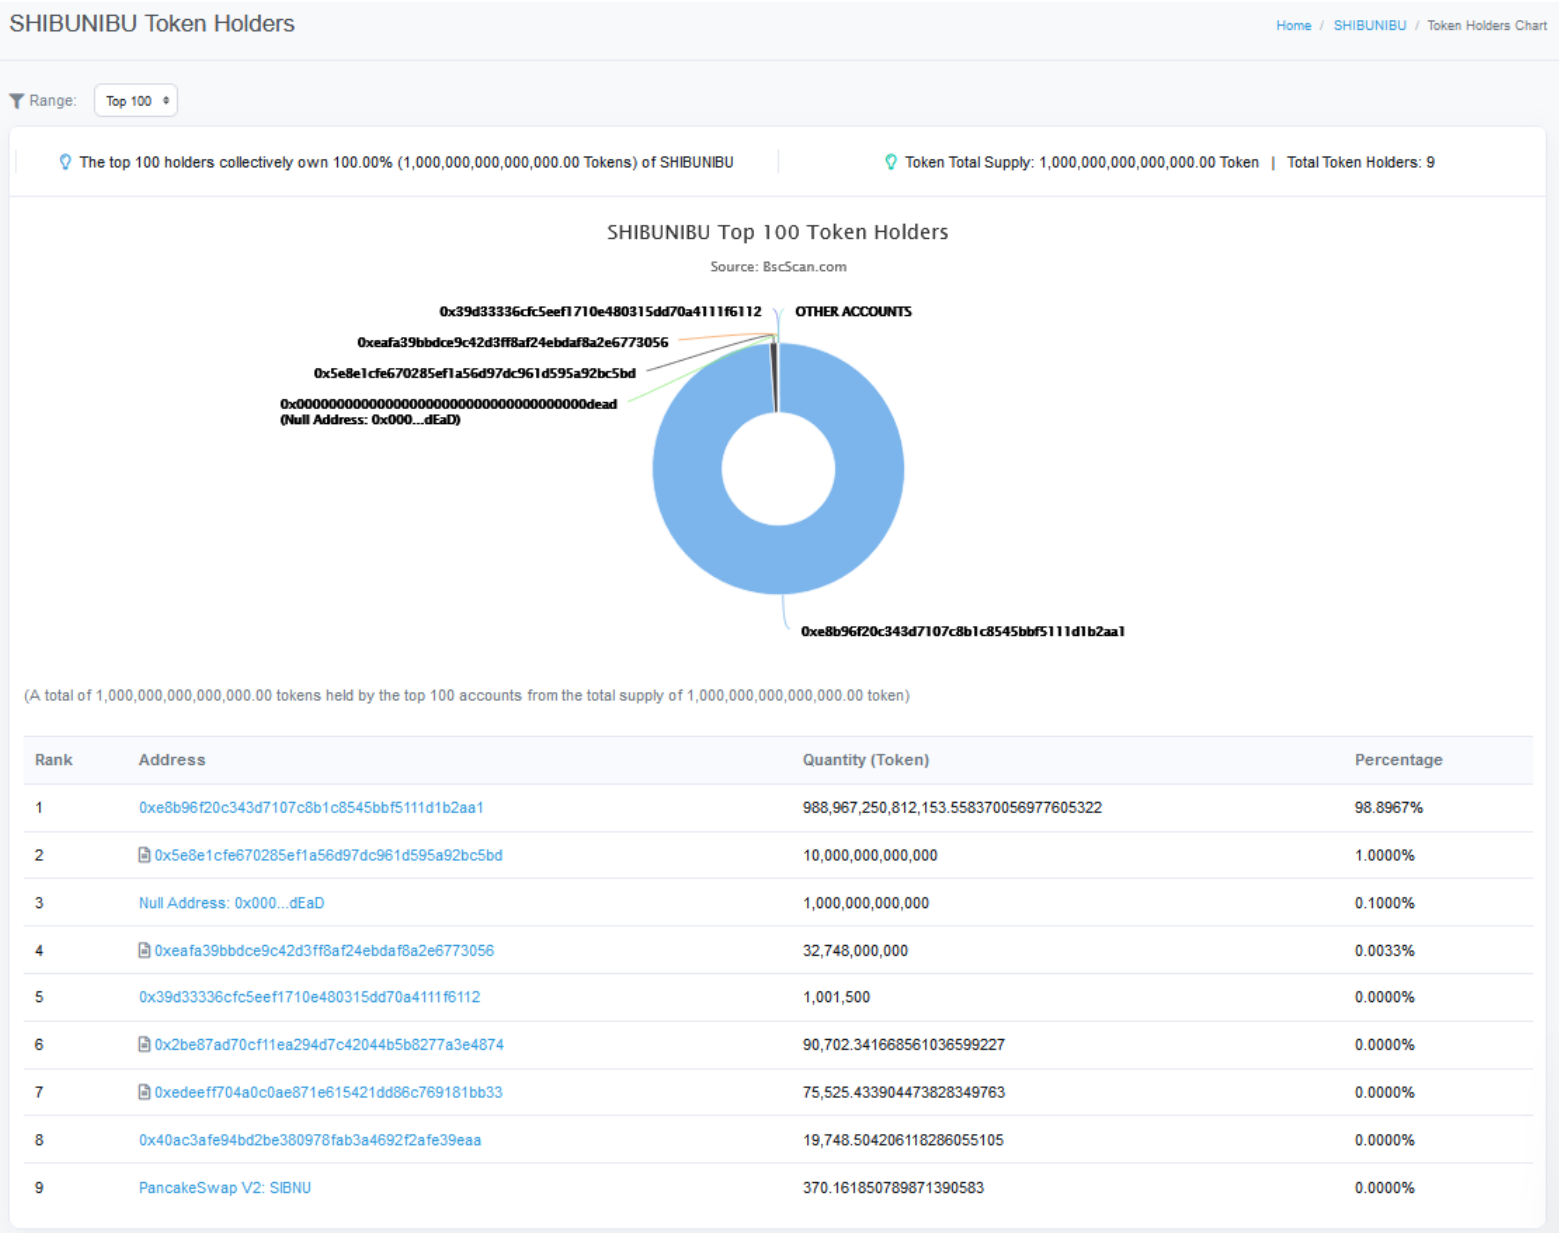 SHIBUNIBU Token Holders
Home / SHIBUNIBU / Token Holders Chart
Range: Top 100
The top 100 holders collectively own 100.00% (1,000,000,000,000,000.00 Tokens) of SHIBUNIBU
Token Total Supply: 1,000,000,000,000,000.00 Token | Total Token Holders: 9
SHIBUNIBU Top 100 Token Holders
Source: BscScan.com
0x39d33336cfc5eef1710e480315dd70a4111f6112
OTHER ACCOUNTS
0xeafa39bbdce9c42d3ff8af24ebdaf8a2e6773056
0x5e8e1cfe670285ef1a56d97dc961d595a92bc5bd
0x000000000000000000000000000000000000dead
(Null Address: 0x000...dEaD)
0xe8b96f20c343d7107c8b1c8545bbf5111d1b2aa1
(A total of 1,000,000,000,000,000.00 tokens held by the top 100 accounts from the total supply of 1,000,000,000,000,000.00 token)
Rank Address Quantity (Token) Percentage
1 0xe8b96f20c343d7107c8b1c8545bbf5111d1b2aa1 988,967,250,812,153.558370056977605322 98.8967%
2 0x5e8e1cfe670285ef1a56d97dc961d595a92bc5bd 10,000,000,000,000 1.0000%
3 Null Address: 0x000...dEaD 1,000,000,000,000 0.1000%
4 0xeafa39bbdce9c42d3ff8af24ebdaf8a2e6773056 32,748,000,000 0.0033%
5 0x39d33336cfc5eef1710e480315dd70a4111f6112 1,001,500 0.0000%
6 0x2be87ad70cf11ea294d7c42044b5b8277a3e4874 90,702.341668561036599227 0.0000%
7 0xedeeff704a0c0ae871e615421dd86c769181bb33 75,525.433904473828349763 0.0000%
8 0x40ac3afe94bd2be380978fab3a4692f2afe39eaa 19,748.504206118286055105 0.0000%
9 PancakeSwap V2: SIBNU 370.161850789871390583 0.0000%